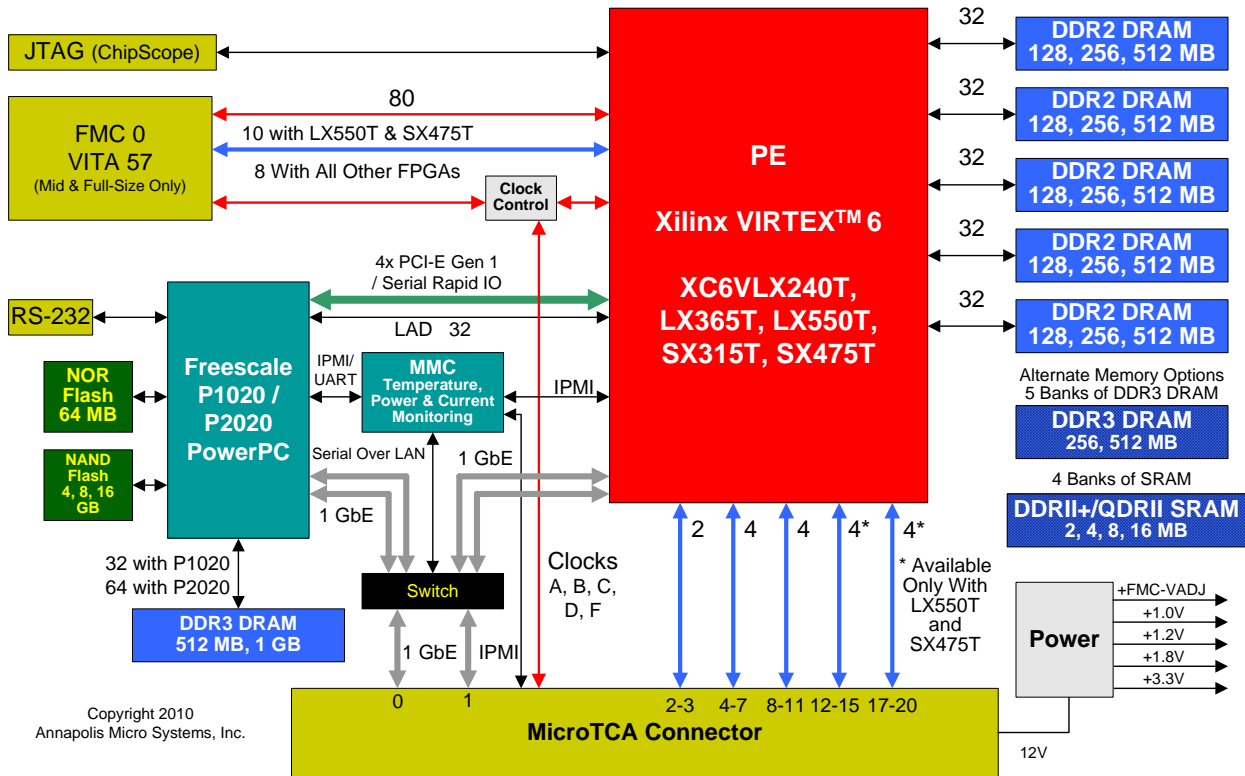 JTAG (ChipScope)
FMC 0
VITA 57
(Mid & Full-Size Only)
80
10 with LX550T & SX475T
8 With All Other FPGAs
Clock
Control
PE
Xilinx VIRTEX™ 6
XC6VLX240T,
LX365T, LX550T,
SX315T, SX475T
32
DDR2 DRAM
128, 256, 512 MB
32
DDR2 DRAM
128, 256, 512 MB
32
DDR2 DRAM
128, 256, 512 MB
32
DDR2 DRAM
128, 256, 512 MB
32
DDR2 DRAM
128, 256, 512 MB
Alternate Memory Options
5 Banks of DDR3 DRAM
DDR3 DRAM
256, 512 MB
4 Banks of SRAM
DDRII+/QDRII SRAM
2, 4, 8, 16 MB
4x PCI-E Gen 1
/ Serial Rapid IO
LAD 32
RS-232
NOR
Flash
64 MB
NAND
Flash
4, 8, 16
GB
Freescale
P1020 /
P2020
PowerPC
IPMI/
UART
MMC
Temperature,
Power & Current
Monitoring
IPMI
Serial Over LAN
1 GbE
1 GbE
32 with P1020
64 with P2020
DDR3 DRAM
512 MB, 1 GB
Switch
Clocks
A, B, C,
D, F
1 GbE
IPMI
2
4
4
4*
4*
* Available
Only With
LX550T
and
SX475T
Power
+FMC-VADJ
+1.0V
+1.2V
+1.8V
+3.3V
12V
0
1
2-3
4-7
8-11
12-15
17-20
MicroTCA Connector
Copyright 2010
Annapolis Micro Systems, Inc.